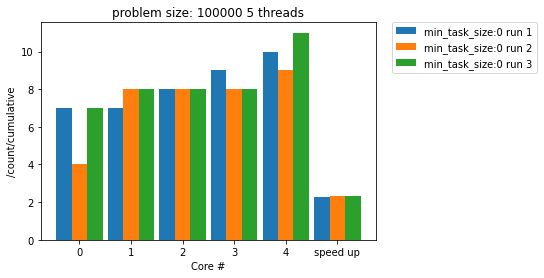 problem size: 100000 5 threads
min_task_size:0 run 1
min_task_size:0 run 2
min_task_size:0 run 3
/count/cumulative
10
8
6
4
2
0
0 1 2 3 4 speed up
Core #